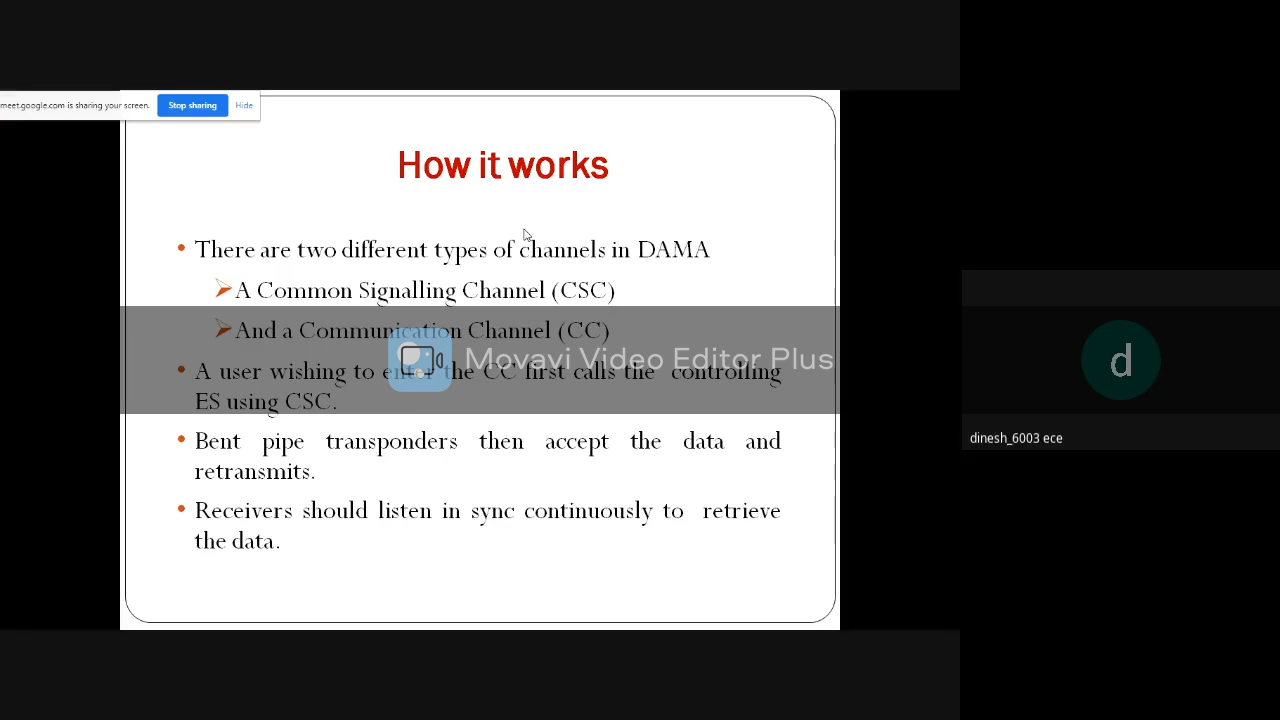 meet.google.com is sharing your screen. Stop sharing Hide
How it works
• There are two different types of channels in DAMA
➢A Common Signalling Channel (CSC)
➢And a Communication Channel (CC)
Movavi Video Editor Plus
• A user wishing to enter the CC first calls the controlling
ES using CSC.
• Bent pipe transponders then accept the data and
retransmits.
• Receivers should listen in sync continuously to retrieve
the data.
d
dinesh_6003 ece